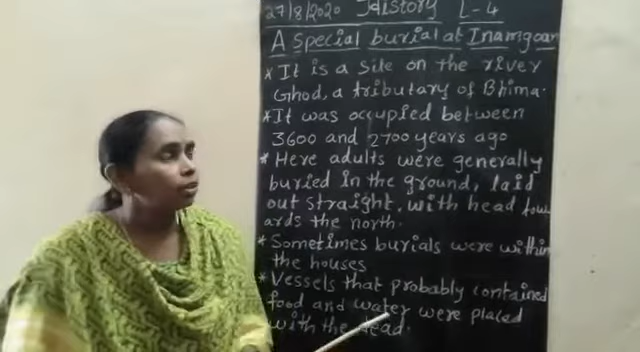 27/8/2020 History L-4
A Special burial at Inamgoan
* It is a site on the river
Ghod, a tributary of Bhima.
* It was occupied between
3600 and 2700 years ago
* Here adults were generally
buried in the ground, laid
out straight, with head tow
ards the north.
* Sometimes burials were within
the houses
* Vessels that probably contained
food and water were placed
with the dead.